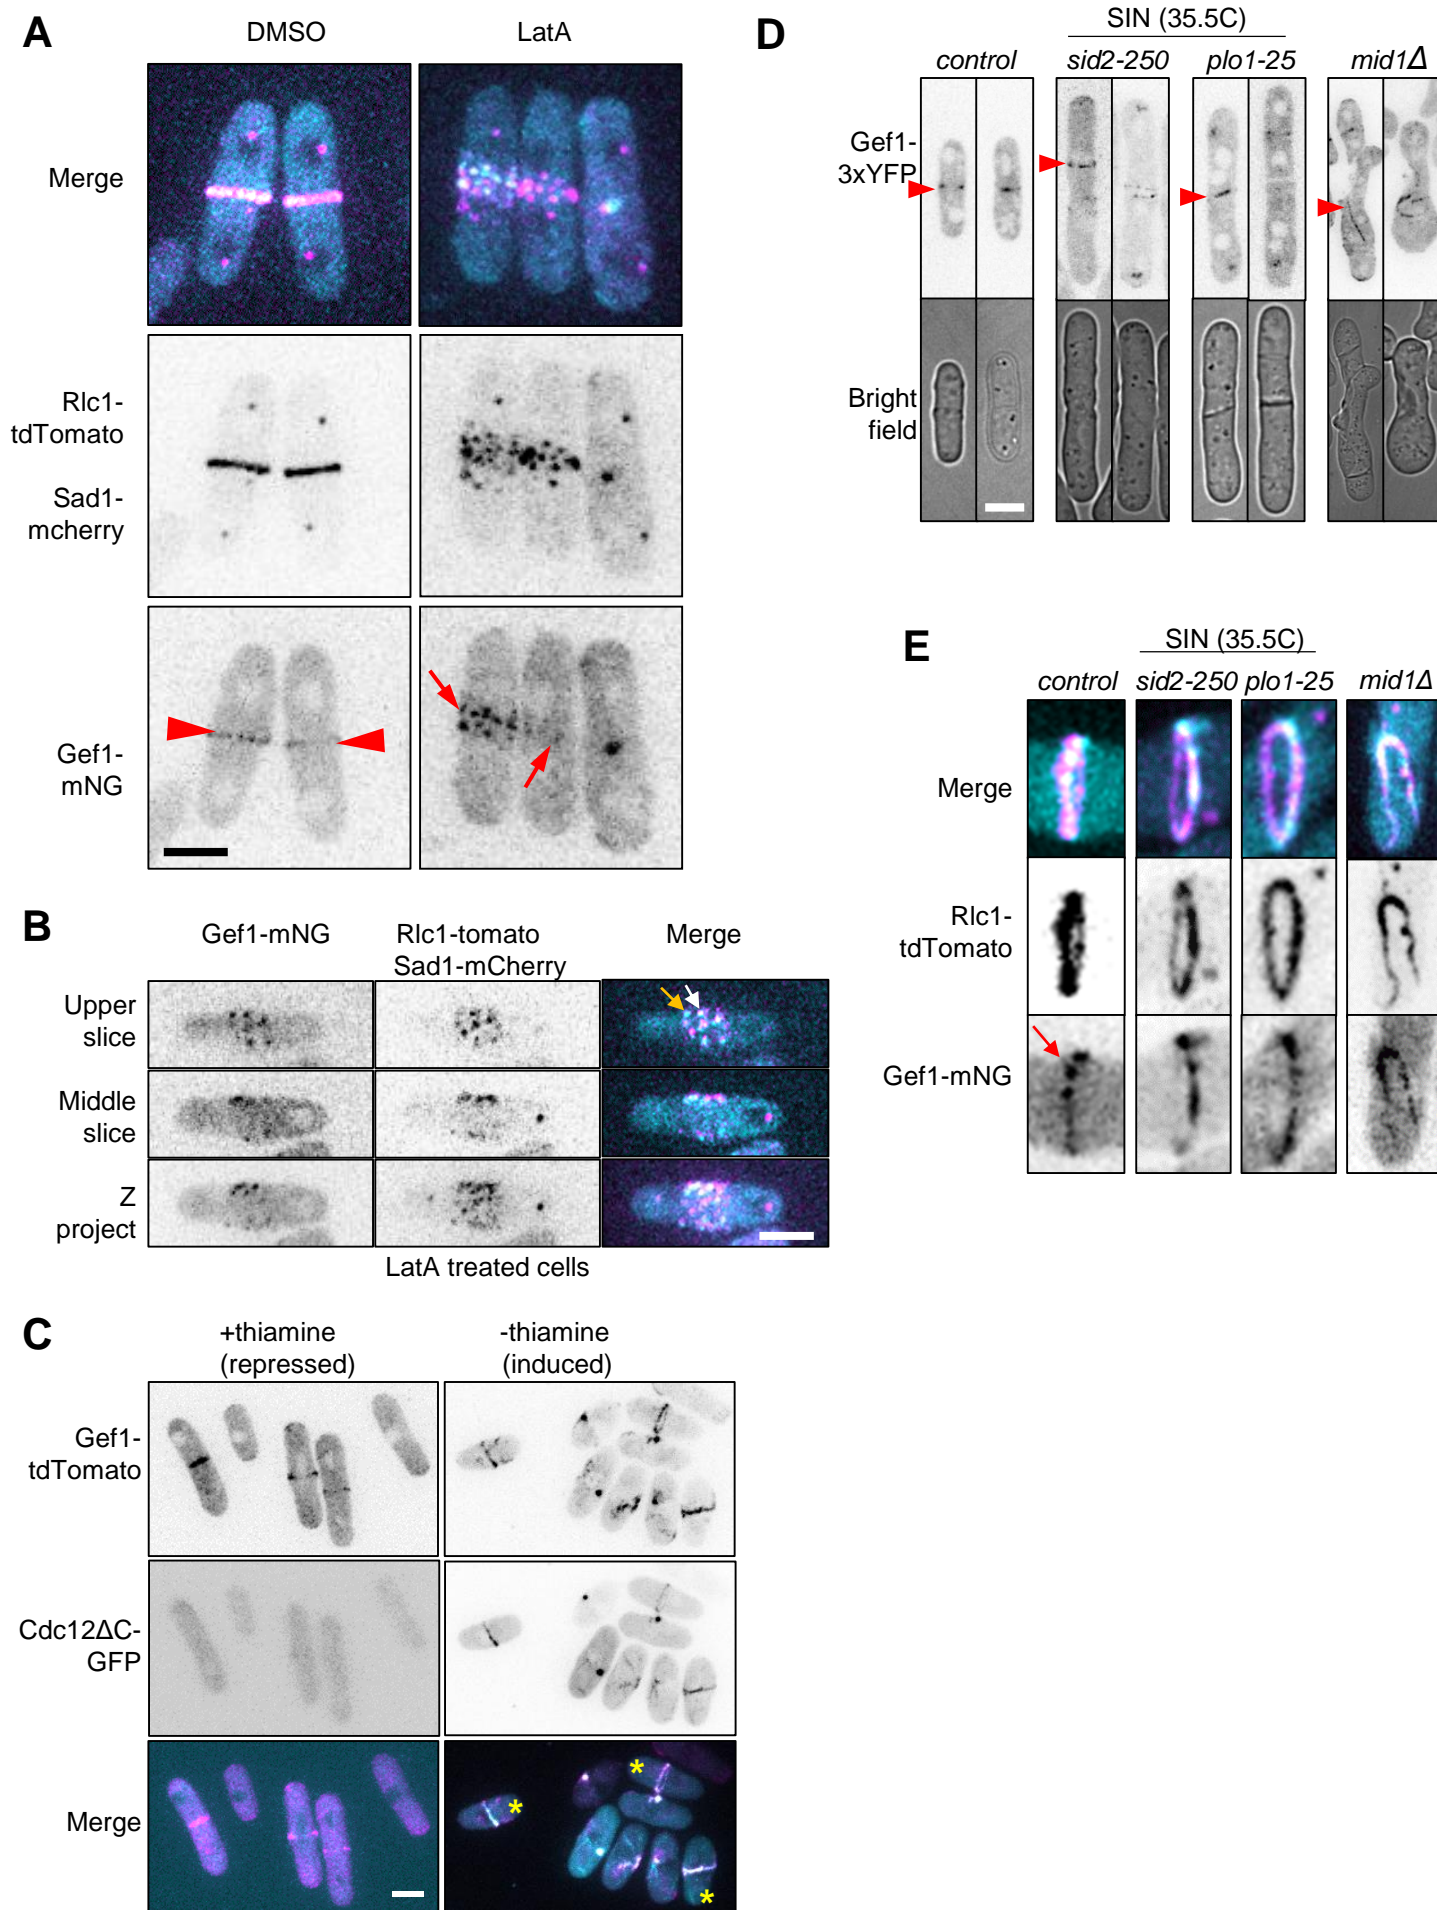 A
DMSO
LatA
Merge
Rlc1-
tdTomato
Sad1-
mcherry
Gef1-
mNG
B
Gef1-mNG
Rlc1-tomato
Sad1-mCherry
Merge
Upper
slice
Middle
slice
Z
project
LatA treated cells
C
+thiamine
(repressed)
-thiamine
(induced)
Gef1-
tdTomato
Cdc12ΔC-
GFP
Merge
*
*
*
D
SIN (35.5C)
control
sid2-250
plo1-25
mid1Δ
Gef1-
3xYFP
Bright
field
E
SIN (35.5C)
control
sid2-250
plo1-25
mid1Δ
Merge
Rlc1-
tdTomato
Gef1-mNG